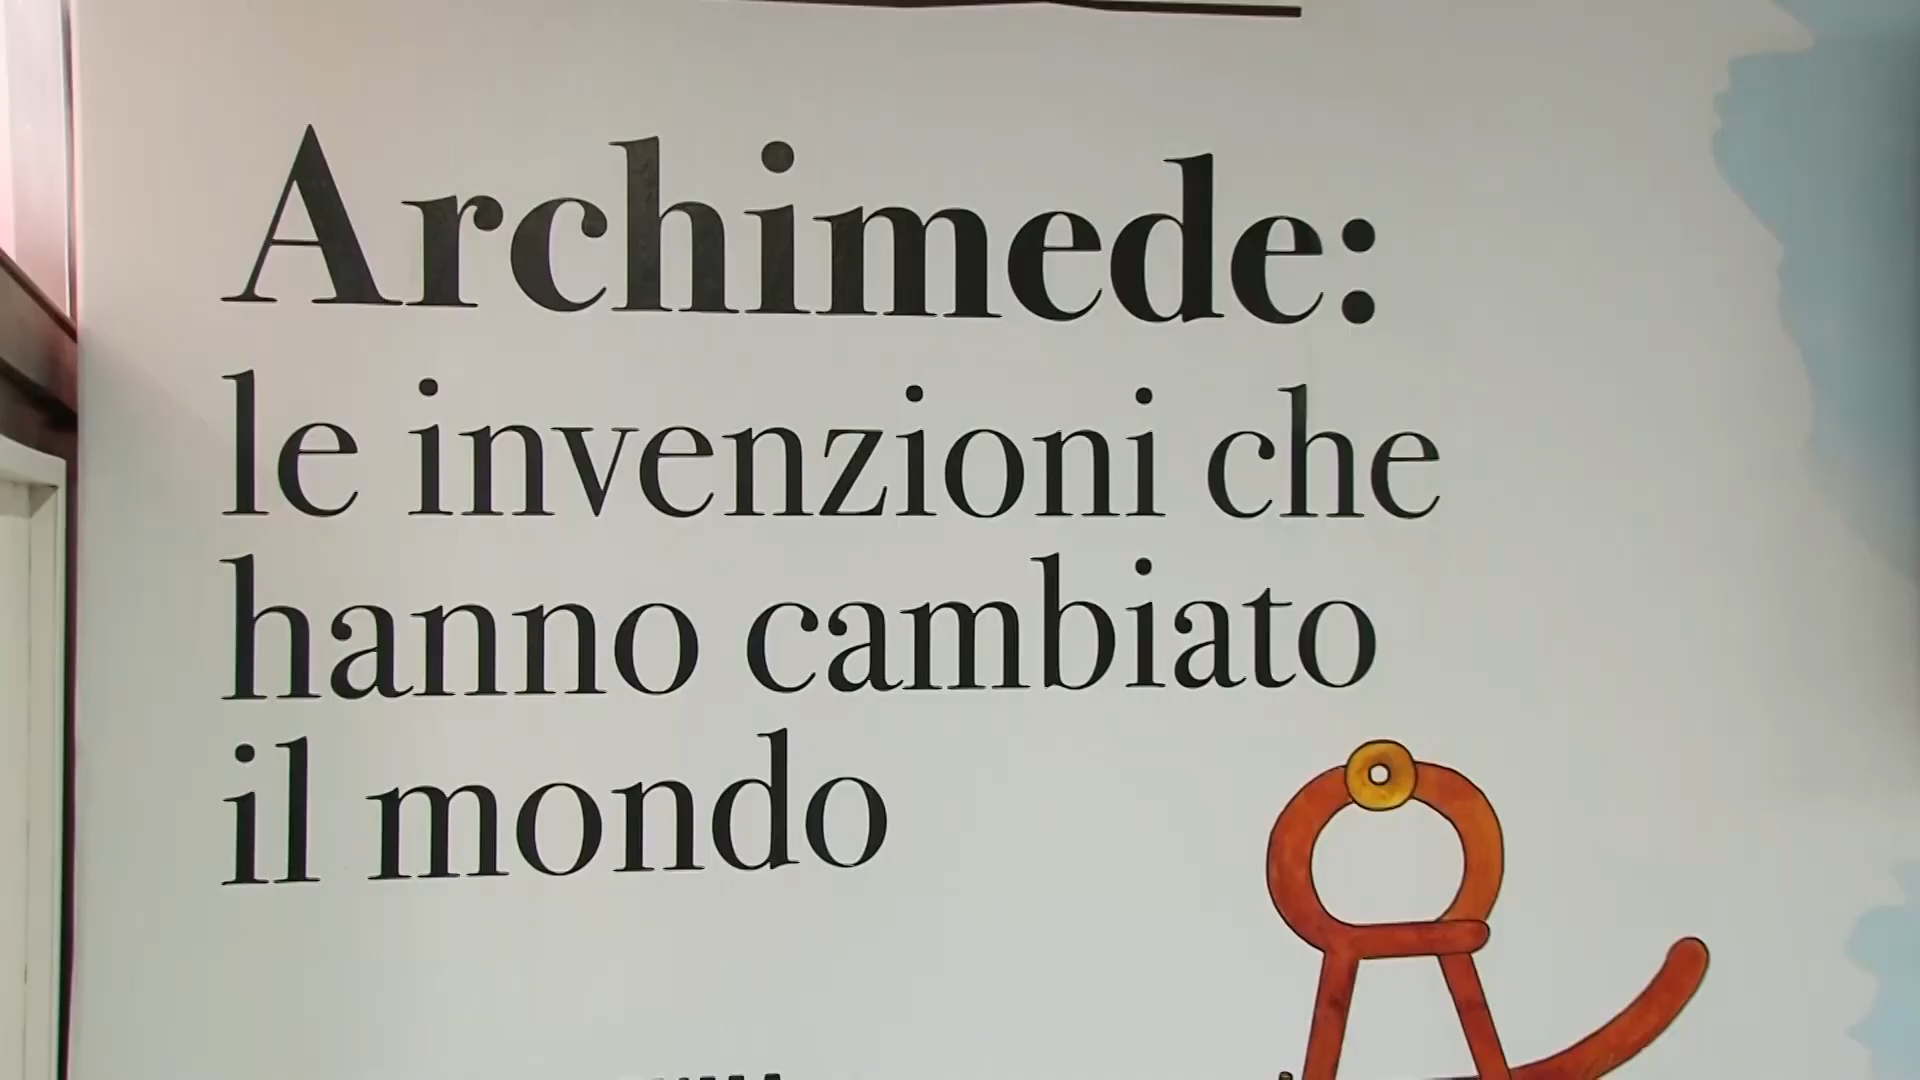 Archimede:
le invenzioni che
hanno cambiato
il mondo